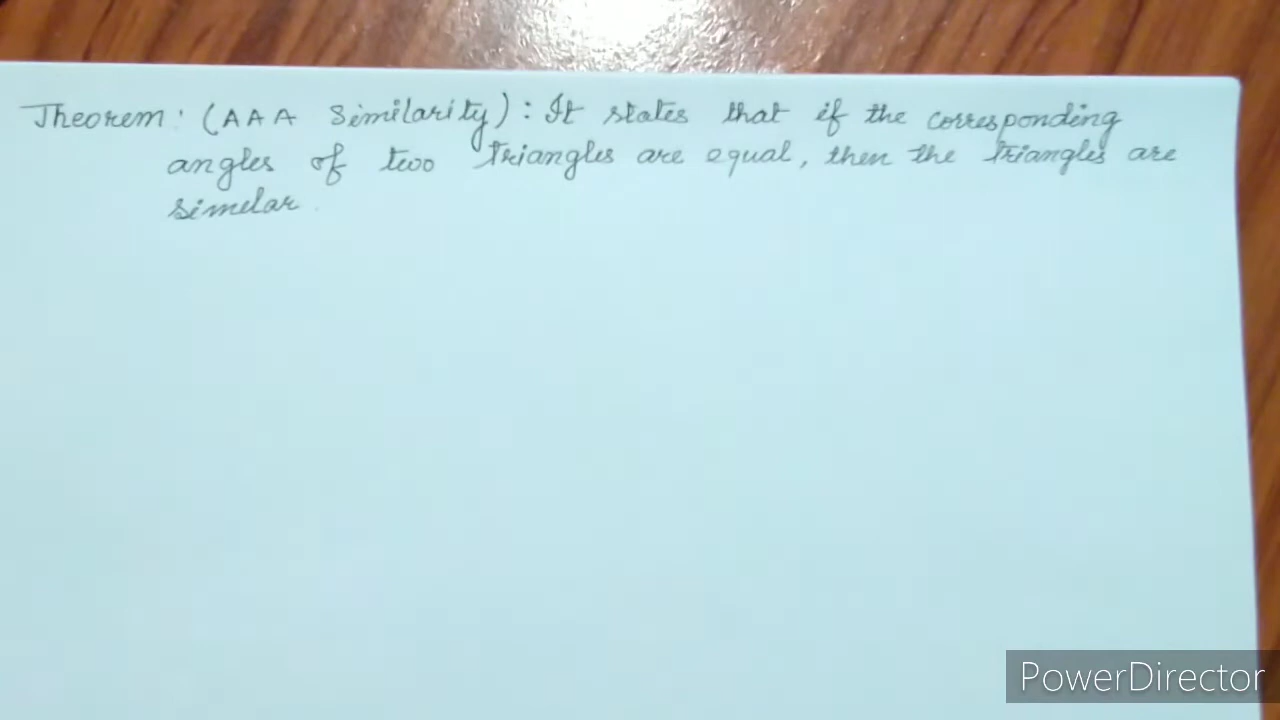 Theorem: (AAA Similarity): It states that if the corresponding
angles of two triangles are equal, then the triangles are
similar.
PowerDirector